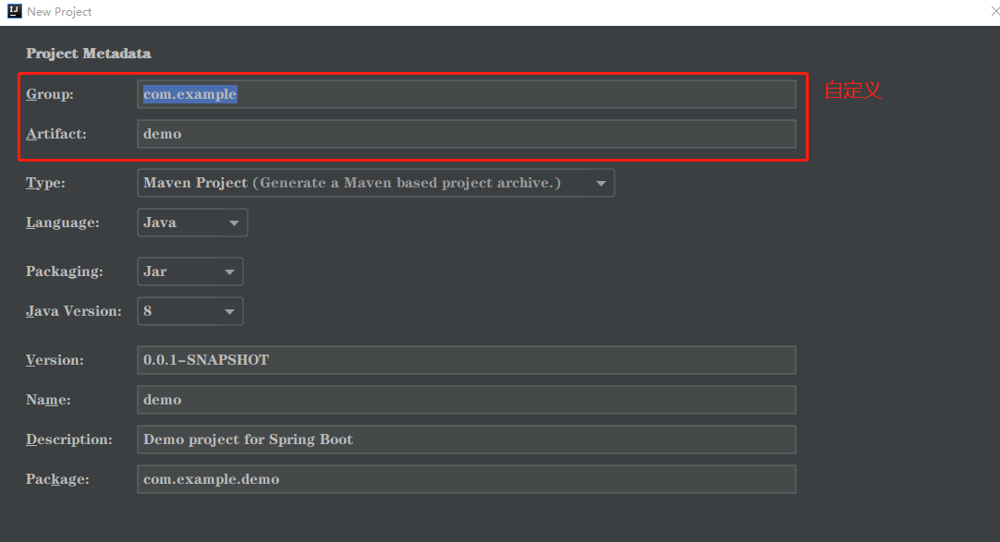 New Project
Project Metadata
Group: com.example
自定义
Artifact: demo
Type: Maven Project (Generate a Maven based project archive.)
Language: Java
Packaging: Jar
Java Version: 8
Version: 0.0.1-SNAPSHOT
Name: demo
Description: Demo project for Spring Boot
Package: com.example.demo